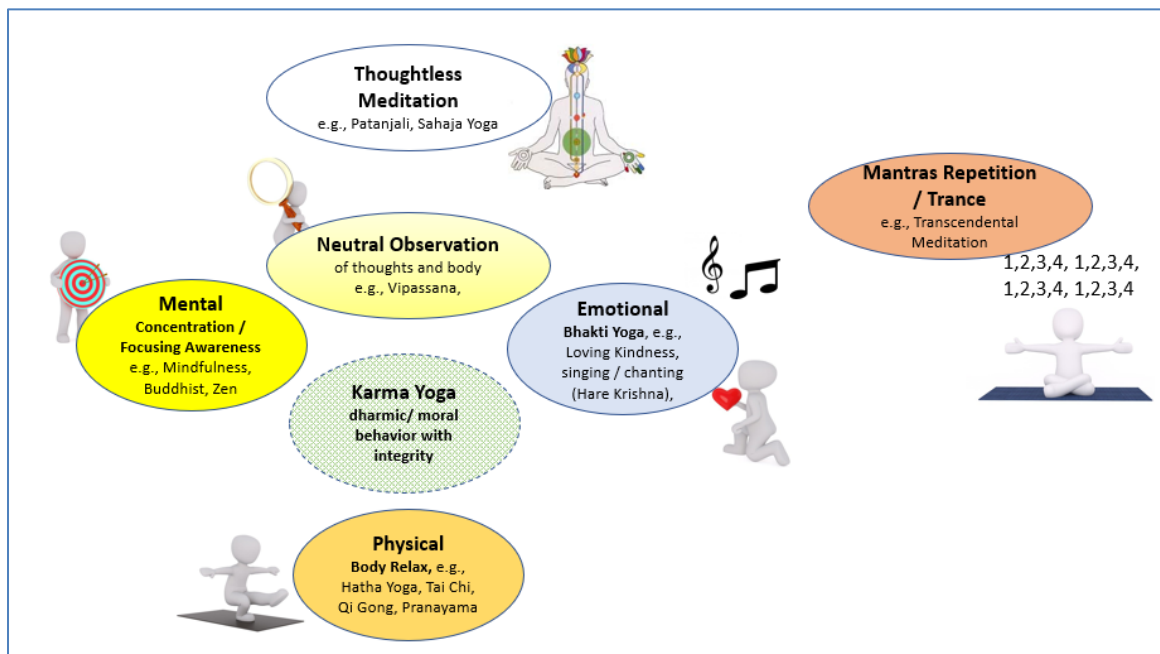 Thoughtless
Meditation
e.g., Patanjali, Sahaja Yoga
Mantras Repetition
/ Trance
e.g., Transcendental
Meditation
1,2,3,4, 1,2,3,4,
1,2,3,4, 1,2,3,4
Neutral Observation
of thoughts and body
e.g., Vipassana,
Mental
Concentration /
Focusing Awareness
e.g., Mindfulness,
Buddhist, Zen
Emotional
Bhakti Yoga, e.g.,
Loving Kindness,
singing / chanting
(Hare Krishna),
Karma Yoga
dharmic/ moral
behavior with
integrity
Physical
Body Relax, e.g.,
Hatha Yoga, Tai Chi,
Qi Gong, Pranayama